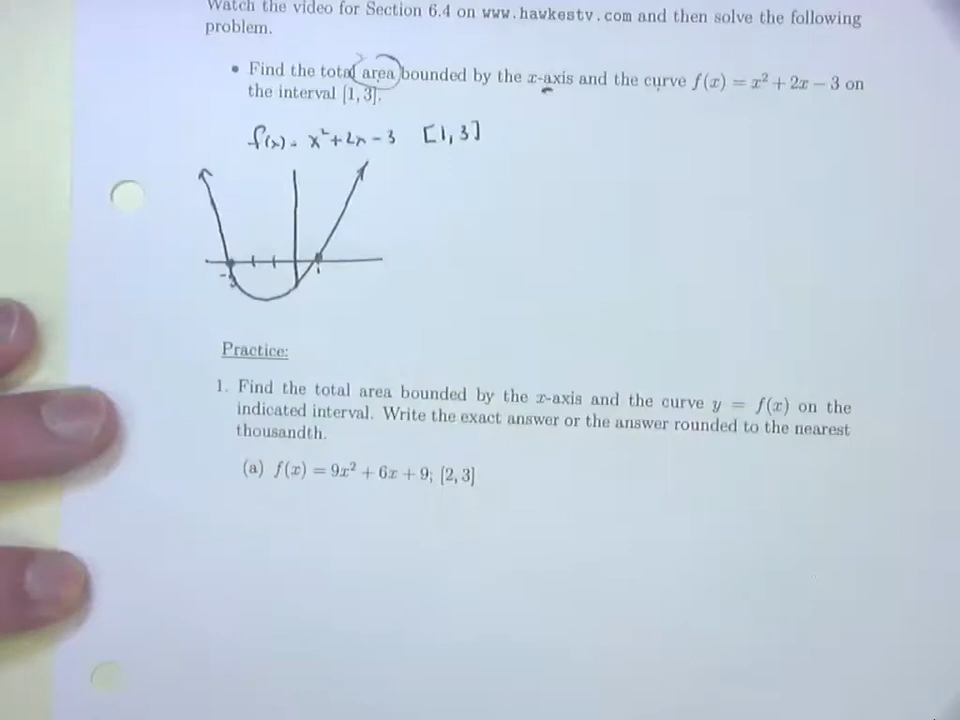 Watch the video for Section 6.4 on www.hawkestv.com and then solve the following
problem.
• Find the total area bounded by the x-axis and the curve f(x) = x² + 2x − 3 on
the interval [1, 3].
f(x) = x² + 2x − 3 [1, 3]
-3 1
Practice:
1. Find the total area bounded by the x-axis and the curve y = f(x) on the
indicated interval. Write the exact answer or the answer rounded to the nearest
thousandth.
(a) f(x) = 9x² + 6x + 9; [2, 3]